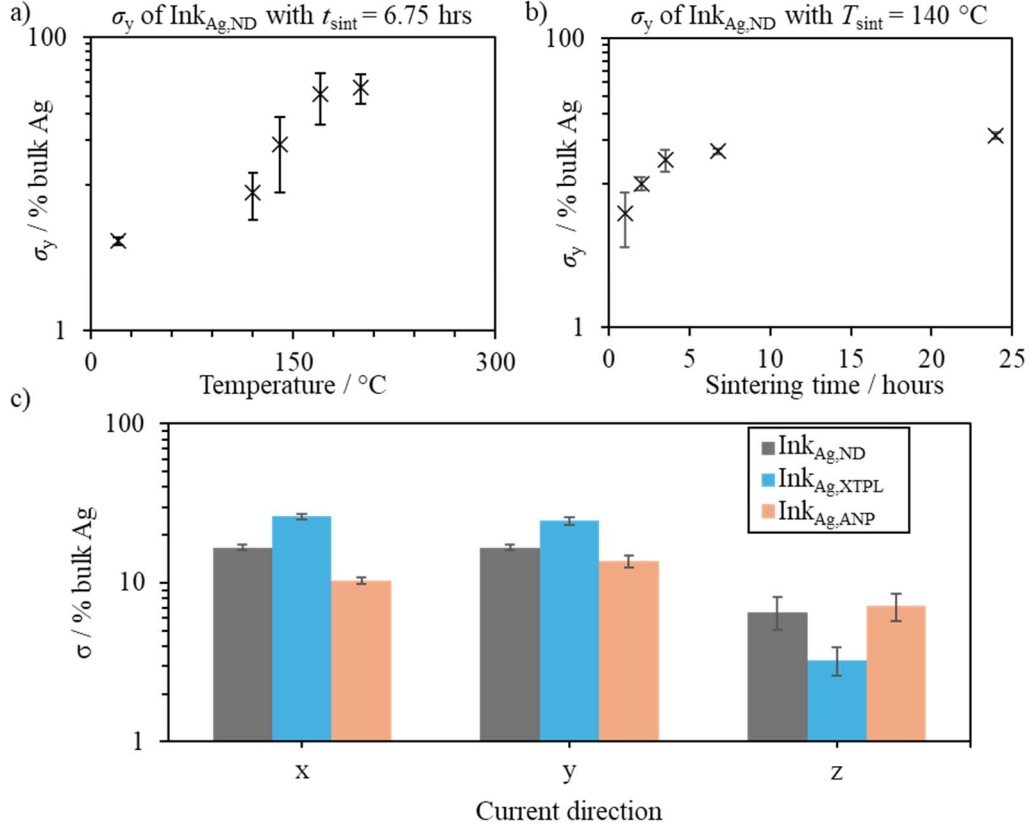 a) σy of InkAg,ND with tsint = 6.75 hrs
100
σy / % bulk Ag
1
0 150 300
Temperature / °C
b) σy of InkAg,ND with Tsint = 140 °C
100
σy / % bulk Ag
1
0 5 10 15 20 25
Sintering time / hours
c)
100
10
1
σ / % bulk Ag
InkAg,ND
InkAg,XTPL
InkAg,ANP
x y z
Current direction